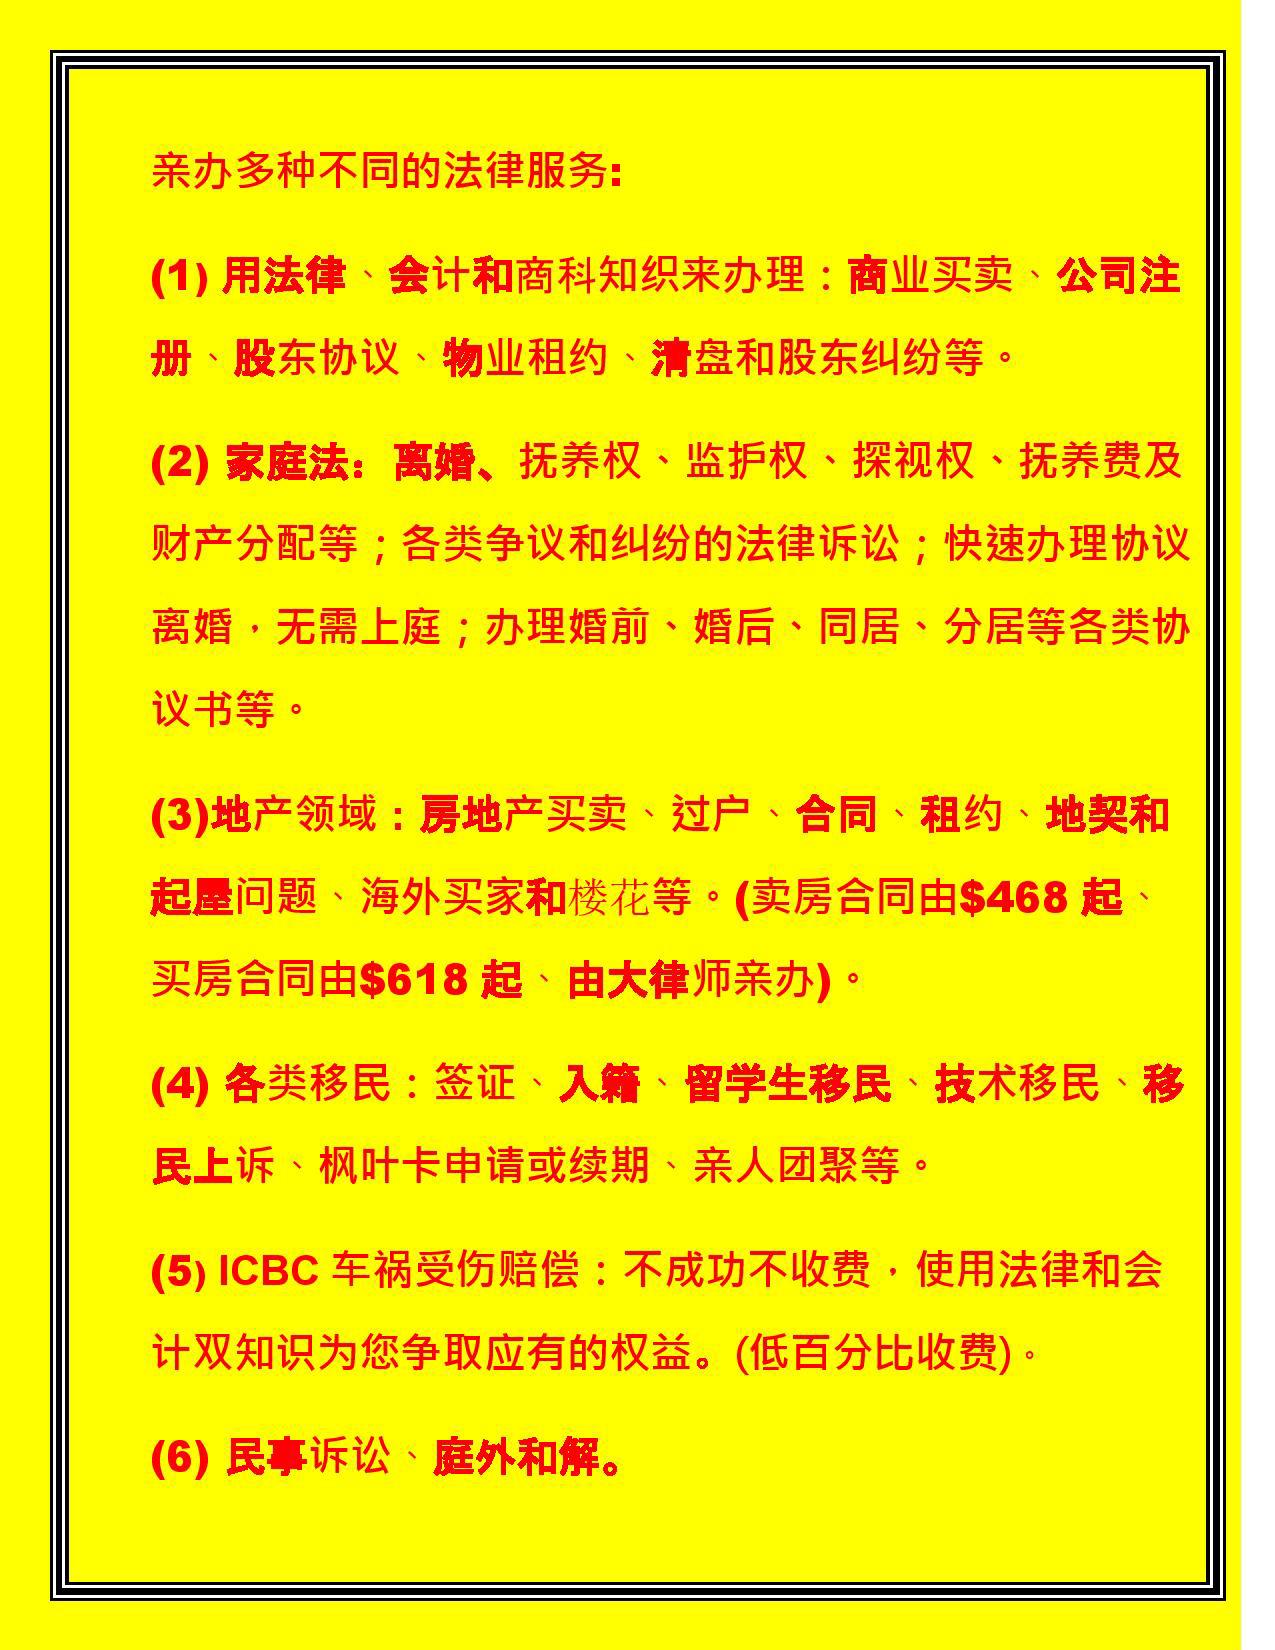 亲办多种不同的法律服务:
(1) 用法律、会计和商科知织来办理：商业买卖、公司注
册、股东协议、物业租约、清盘和股东纠纷等。
(2) 家庭法：离婚、抚养权、监护权、探视权、抚养费及
财产分配等；各类争议和纠纷的法律诉讼；快速办理协议
离婚，无需上庭；办理婚前、婚后、同居、分居等各类协
议书等。
(3)地产领域：房地产买卖、过户、合同、租约、地契和
起屋问题、海外买家和楼花等。(卖房合同由$468 起、
买房合同由$618 起、由大律师亲办)。
(4) 各类移民：签证、入籍、留学生移民、技术移民、移
民上诉、枫叶卡申请或续期、亲人团聚等。
(5) ICBC 车祸受伤赔偿：不成功不收费，使用法律和会
计双知识为您争取应有的权益。(低百分比收费)。
(6) 民事诉讼、庭外和解。